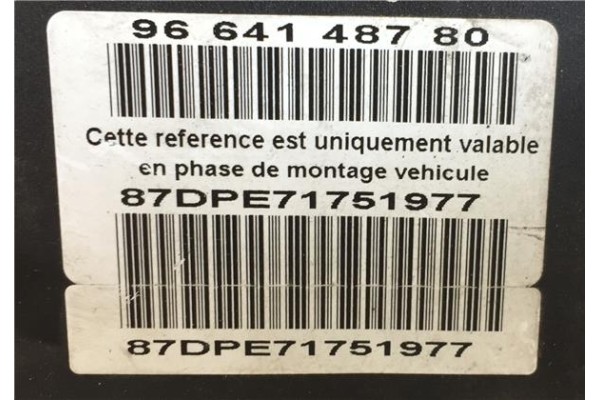 96 641 487 80
Cette reference est uniquement valable
en phase de montage vehicule
87DPE71751977
87DPE71751977